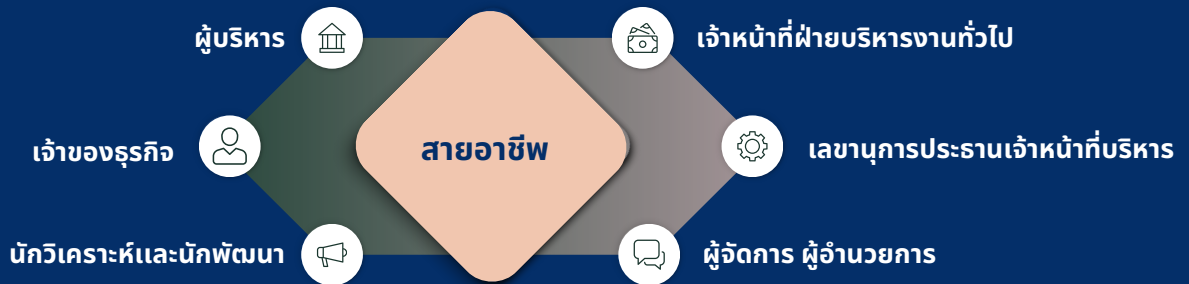 ผู้บริหาร
เจ้าหน้าที่ฝ่ายบริหารงานทั่วไป
เจ้าของธุรกิจ
สายอาชีพ
เลขานุการประธานเจ้าหน้าที่บริหาร
นักวิเคราะห์และนักพัฒนา
ผู้จัดการ ผู้อำนวยการ